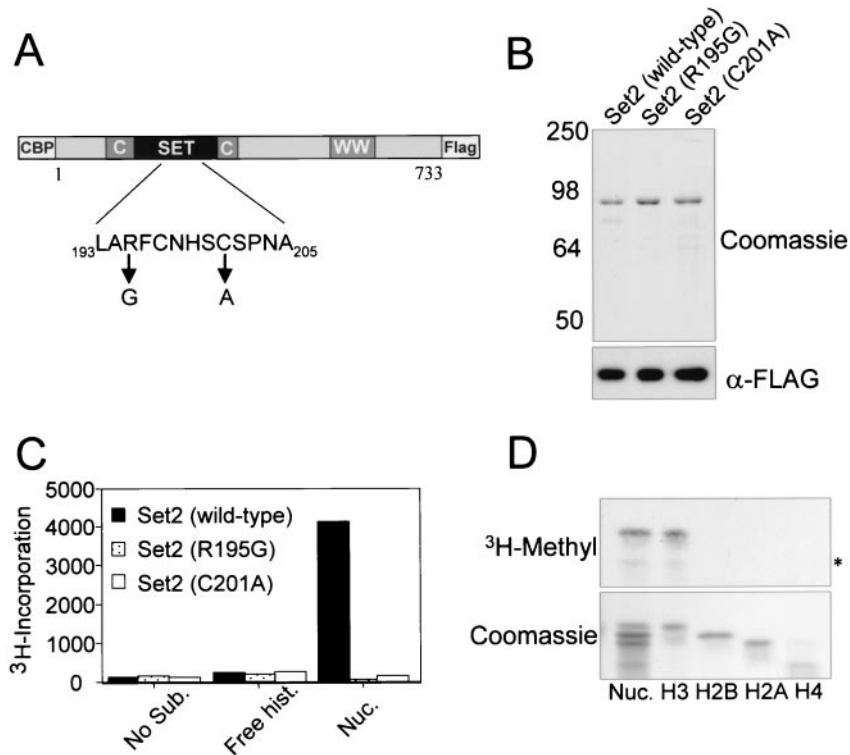 A
CBP C SET C WW Flag
1 733
193LARFCNHSCSPNA205
G A
B
Set2 (wild-type)
Set2 (R195G)
Set2 (C201A)
250
98
64
50
Coomassie
α-FLAG
C
³H-Incorporation
5000
4000
3000
2000
1000
0
Set2 (wild-type)
Set2 (R195G)
Set2 (C201A)
No Sub.
Free hist.
Nuc.
D
³H-Methyl
*
Coomassie
Nuc. H3 H2B H2A H4